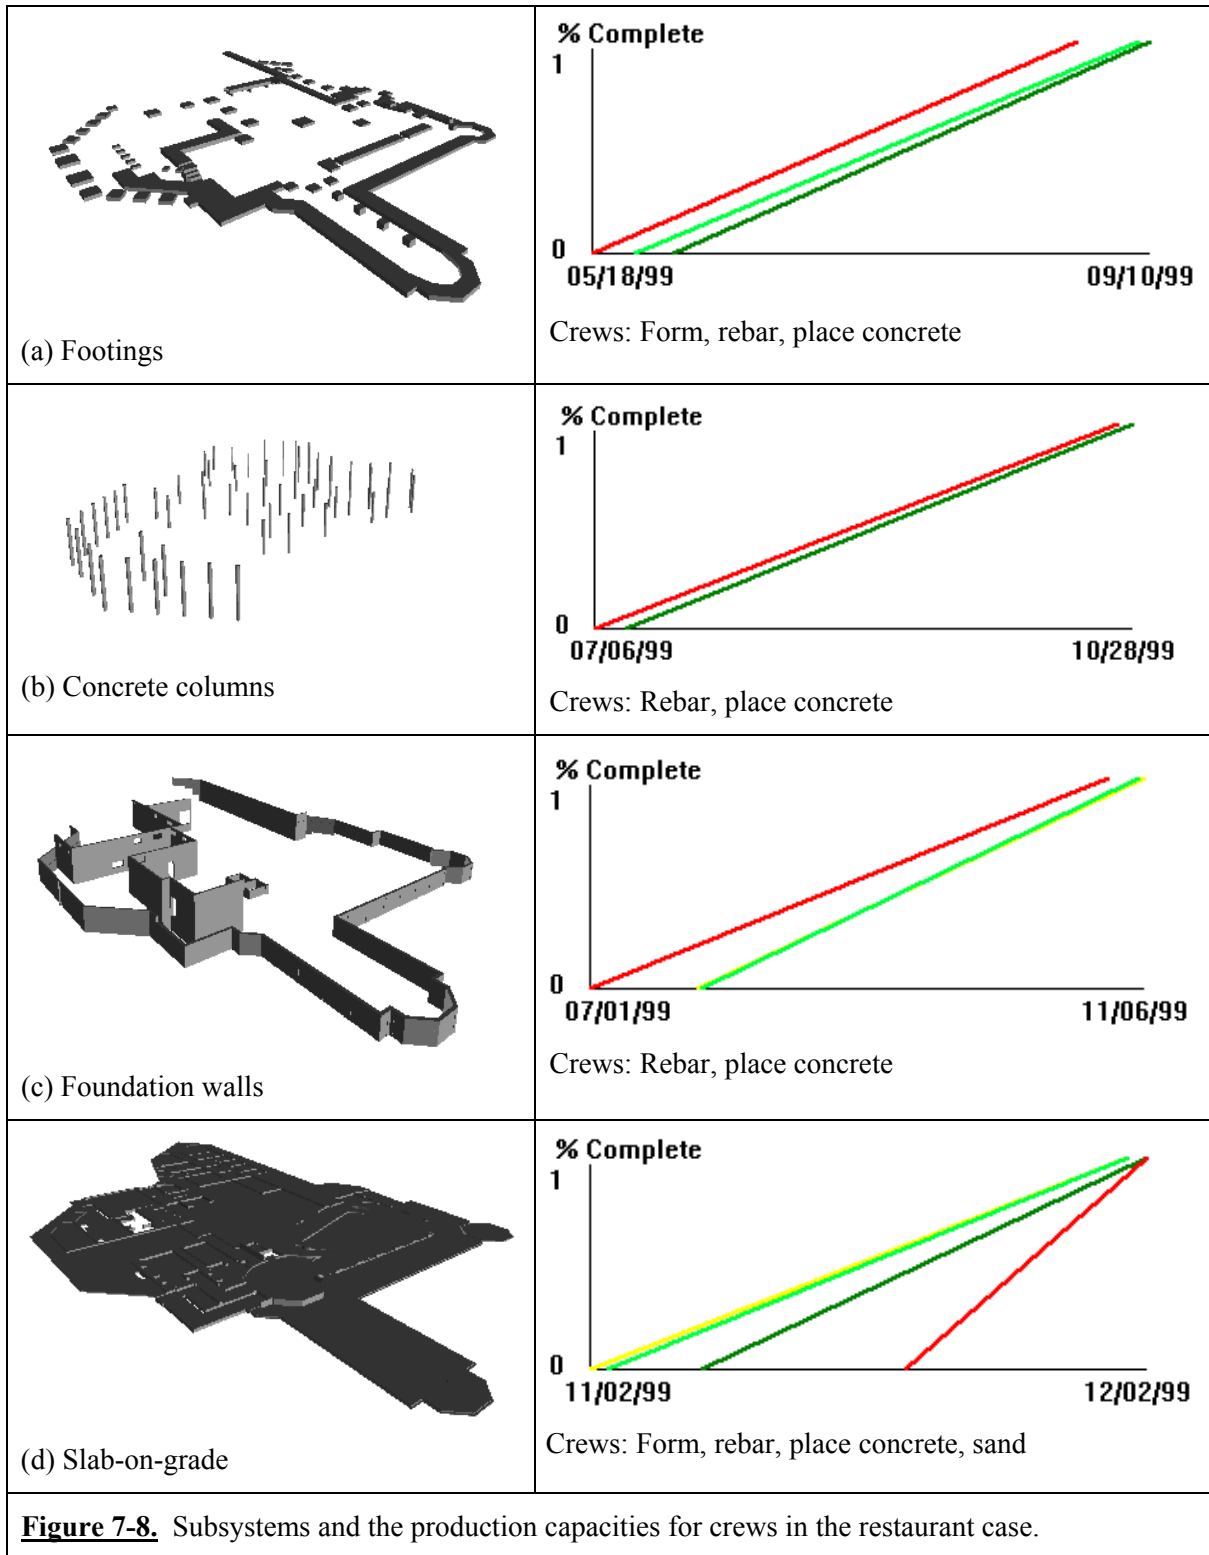 % Complete
1
0
05/18/99 09/10/99
(a) Footings
Crews: Form, rebar, place concrete
% Complete
1
0
07/06/99 10/28/99
(b) Concrete columns
Crews: Rebar, place concrete
% Complete
1
0
07/01/99 11/06/99
(c) Foundation walls
Crews: Rebar, place concrete
% Complete
1
0
11/02/99 12/02/99
(d) Slab-on-grade
Crews: Form, rebar, place concrete, sand
Figure 7-8. Subsystems and the production capacities for crews in the restaurant case.